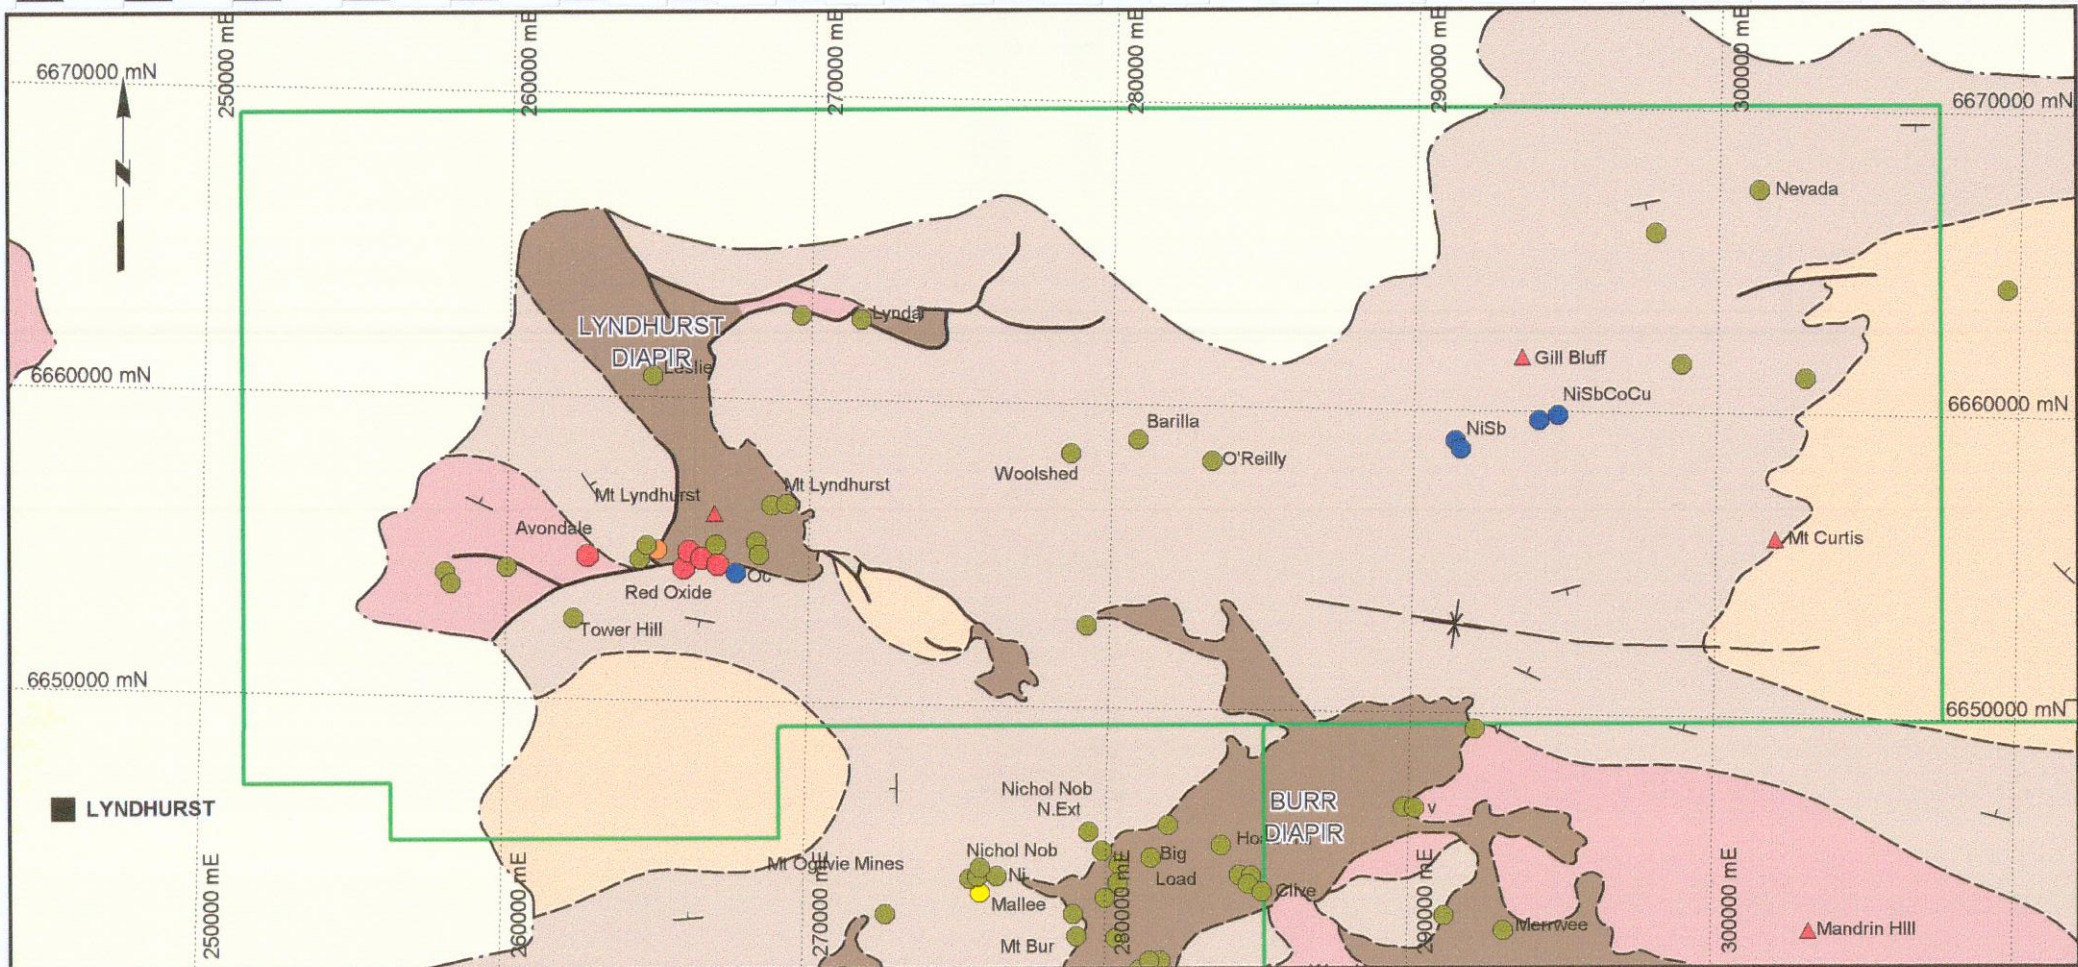 250000 mE
260000 mE
270000 mE
280000 mE
290000 mE
300000 mE
6670000 mN
6670000 mN
N
Nevada
LYNDHURST
DIAPIR
Lynda
Leslie
Gill Bluff
6660000 mN
NiSbCoCu
6660000 mN
Barilla
NiSb
O'Reilly
Woolshed
Mt Lyndhurst
Mt Lyndhurst
Avondale
Mt Curtis
Red Oxide
Tower Hill
6650000 mN
6650000 mN
LYNDHURST
Nichol Nob
N.Ext
BURR
DIAPIR
v
Nichol Nob
Big
Load
Mt Ogilvie Mines
Ni
Clive
Mallee
Mt Bur
Merrwee
Mandrin HIll
250000 mE
260000 mE
270000 mE
280000 mE
290000 mE
300000 mE